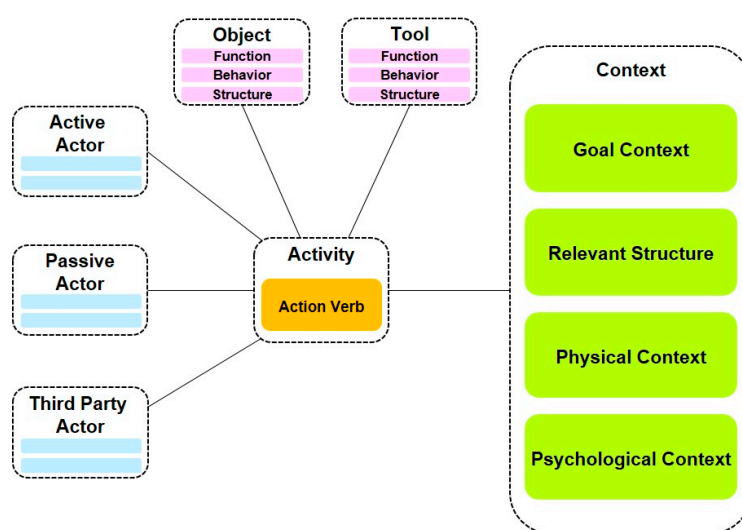 Object
Function
Behavior
Structure
Tool
Function
Behavior
Structure
Context
Goal Context
Relevant Structure
Physical Context
Psychological Context
Active
Actor
Passive
Actor
Third Party
Actor
Activity
Action Verb